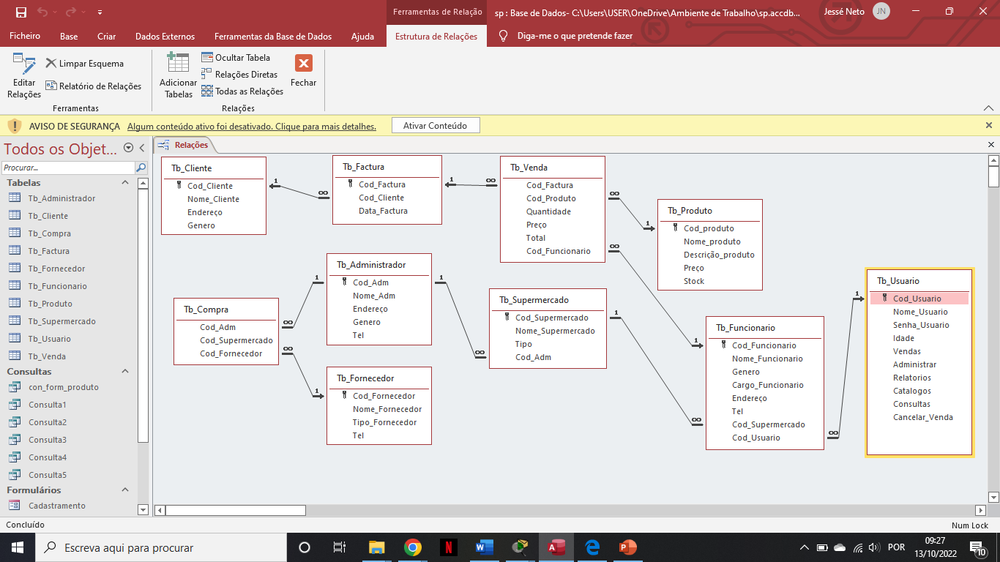 Ferramentas de Relação
sp : Base de Dados- C:\Users\USER\OneDrive\Ambiente de Trabalho\sp.accdb...
Jessé Neto
JN
Ficheiro
Base
Criar
Dados Externos
Ferramentas da Base de Dados
Ajuda
Estrutura de Relações
Diga-me o que pretende fazer
Editar
Relações
Limpar Esquema
Relatório de Relações
Ferramentas
Adicionar
Tabelas
Ocultar Tabela
Relações Diretas
Todas as Relações
Fechar
Relações
AVISO DE SEGURANÇA
Algum conteúdo ativo foi desativado. Clique para mais detalhes.
Ativar Conteúdo
Todos os Objet...
Procurar...
Tabelas
Tb_Administrador
Tb_Cliente
Tb_Compra
Tb_Factura
Tb_Fornecedor
Tb_Funcionario
Tb_Produto
Tb_Supermercado
Tb_Usuario
Tb_Venda
Consultas
con_form_produto
Consulta1
Consulta2
Consulta3
Consulta4
Consulta5
Formulários
Cadastramento
Relações
Tb_Cliente
Cod_Cliente
Nome_Cliente
Endereço
Genero
1
∞
Tb_Factura
Cod_Factura
Cod_Cliente
Data_Factura
1
∞
Tb_Venda
Cod_Factura
Cod_Produto
Quantidade
Preço
Total
Cod_Funcionario
∞
1
∞
1
Tb_Produto
Cod_produto
Nome_produto
Descrição_produto
Preço
Stock
Tb_Compra
Cod_Adm
Cod_Supermercado
Cod_Fornecedor
∞
1
∞
1
Tb_Administrador
Cod_Adm
Nome_Adm
Endereço
Genero
Tel
1
∞
Tb_Fornecedor
Cod_Fornecedor
Nome_Fornecedor
Tipo_Fornecedor
Tel
Tb_Supermercado
Cod_Supermercado
Nome_Supermercado
Tipo
Cod_Adm
1
∞
Tb_Funcionario
Cod_Funcionario
Nome_Funcionario
Genero
Cargo_Funcionario
Endereço
Tel
Cod_Supermercado
Cod_Usuario
∞
1
Tb_Usuario
Cod_Usuario
Nome_Usuario
Senha_Usuario
Idade
Vendas
Administrar
Relatorios
Catalogos
Consultas
Cancelar_Venda
Concluído
Num Lock
Escreva aqui para procurar
POR
09:27
13/10/2022
10